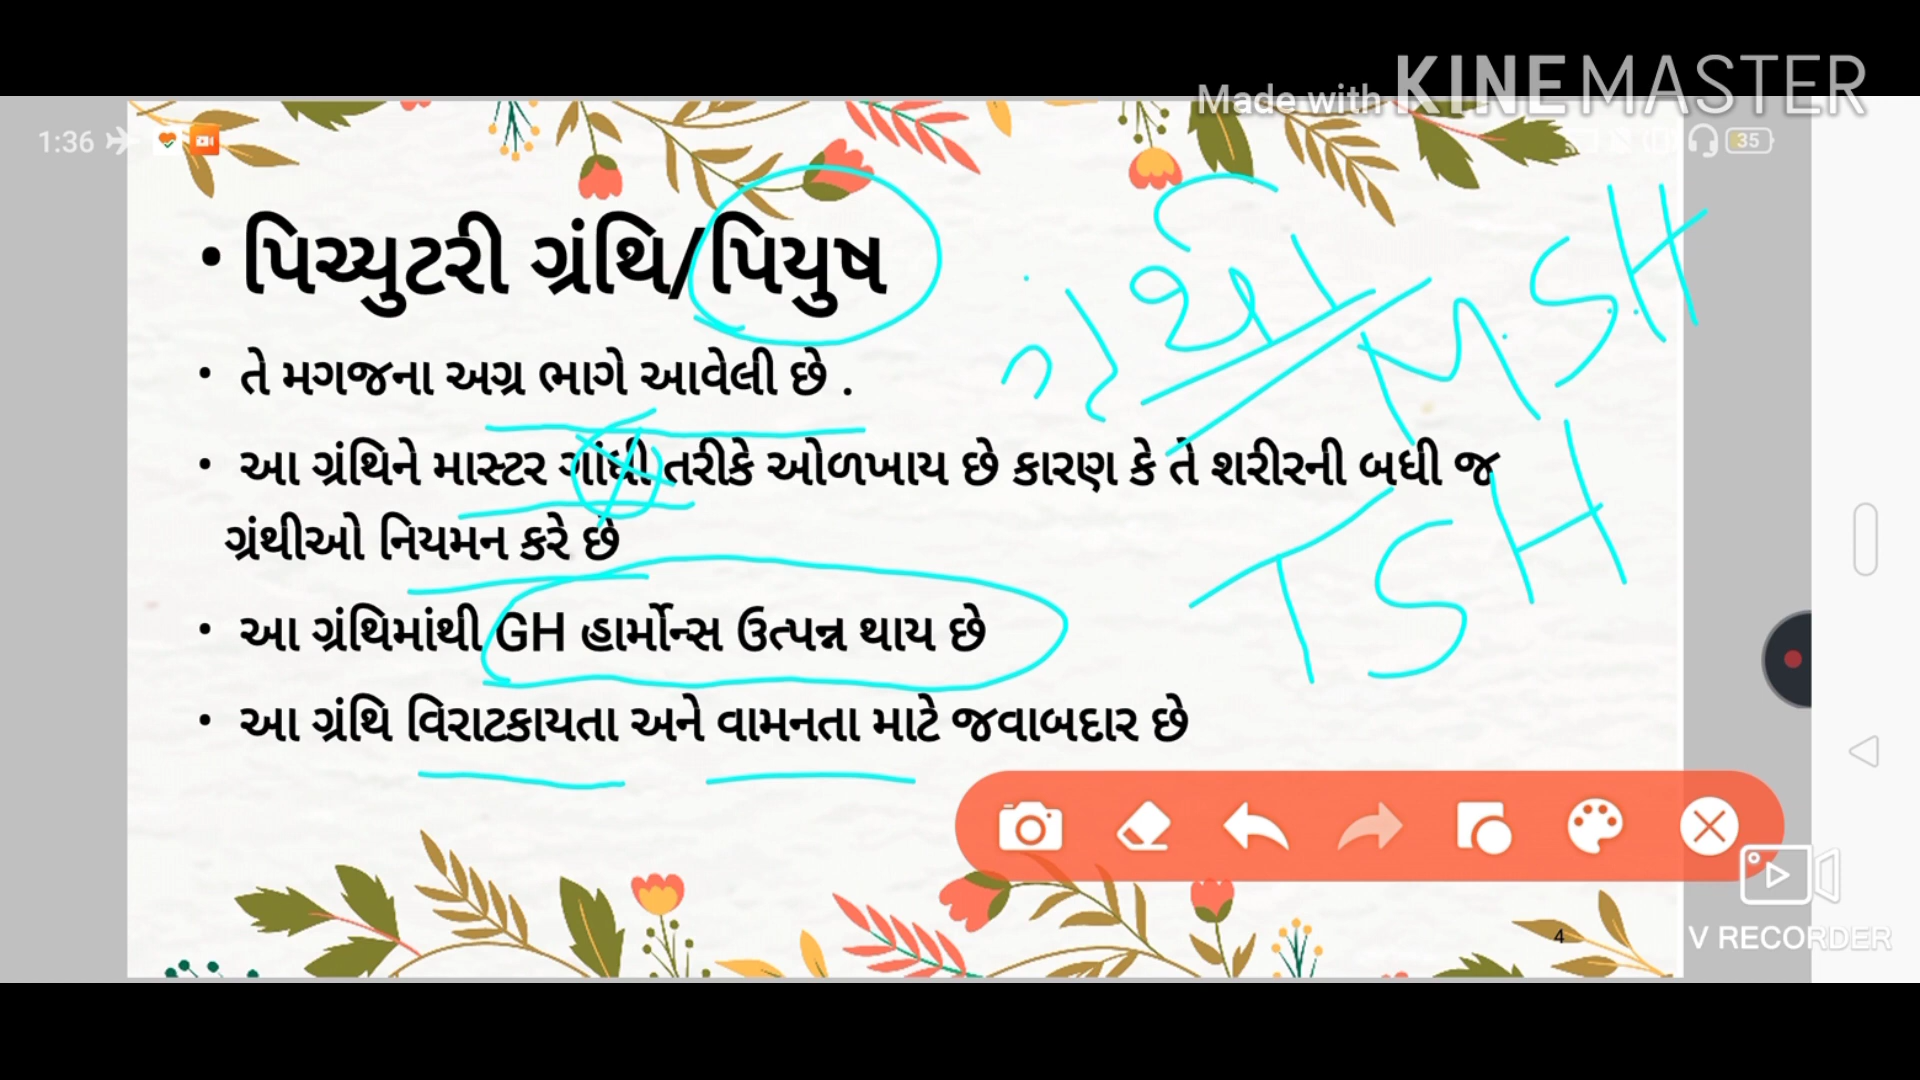 Made with KINEMASTER
1:36
35
• પિચ્યુટરી ગ્રંથિ/પિયુષ
• તે મગજના અગ્ર ભાગે આવેલી છે .
• આ ગ્રંથિને માસ્ટર ગાંધી તરીકે ઓળખાય છે કારણ કે તે શરીરની બધી જ
ગ્રંથીઓ નિયમન કરે છે
• આ ગ્રંથિમાંથી GH હાર્મોન્સ ઉત્પન્ન થાય છે
• આ ગ્રંથિ વિરાટકાયતા અને વામનતા માટે જવાબદાર છે
M.S.H
TSH
4
V RECORDER